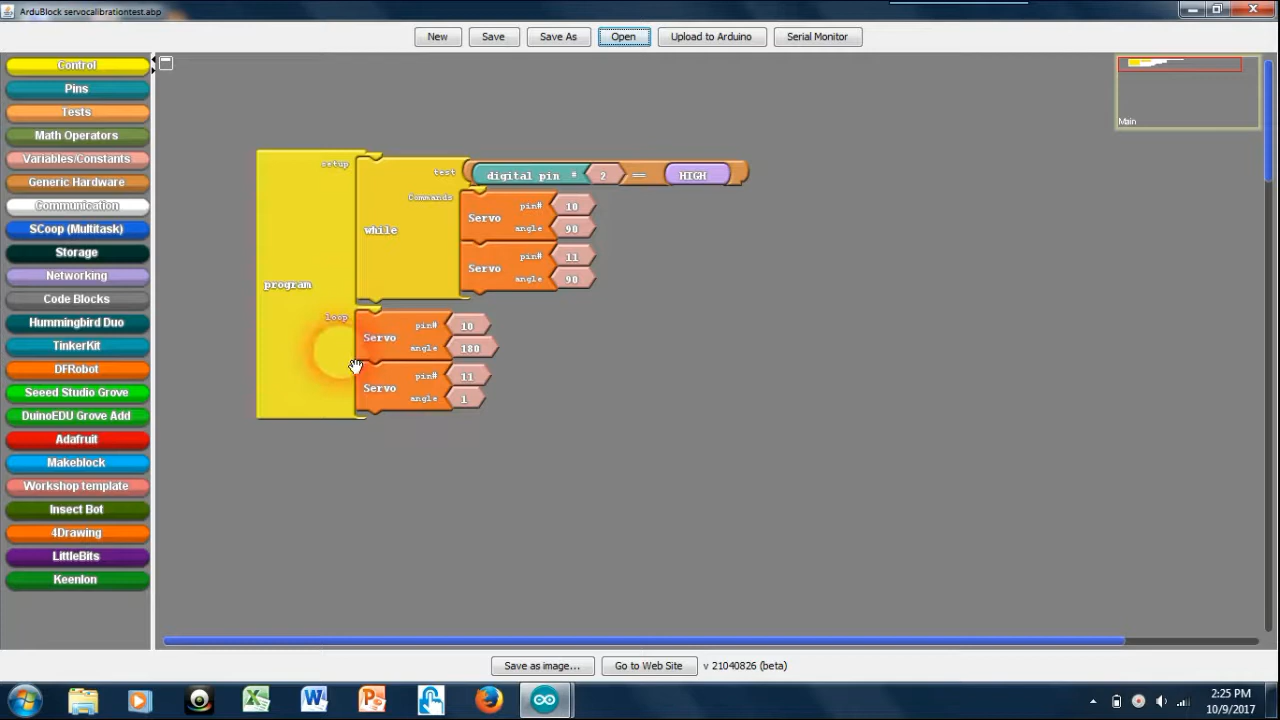 ArduBlock servocalibrationtest.abp
New
Save
Save As
Open
Upload to Arduino
Serial Monitor
Control
Pins
Tests
Math Operators
Variables/Constants
Generic Hardware
Communication
SCoop (Multitask)
Storage
Networking
Code Blocks
Hummingbird Duo
TinkerKit
DFRobot
Seeed Studio Grove
DuinoEDU Grove Add
Adafruit
Makeblock
Workshop template
Insect Bot
4Drawing
LittleBits
Keenlon
program
setup
while
test
digital pin # 2 == HIGH
Commands
Servo
pin# 10
angle 90
Servo
pin# 11
angle 90
loop
Servo
pin# 10
angle 180
Servo
pin# 11
angle 1
Main
Save as image...
Go to Web Site
v 21040826 (beta)
2:25 PM
10/9/2017